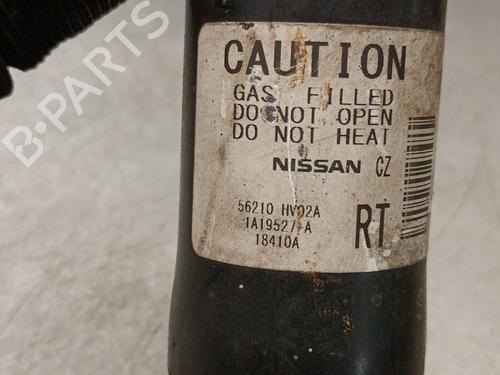 CAUTION
GAS FILLED
DO NOT OPEN
DO NOT HEAT
NISSAN CZ
56210 HV02A
1A19527-A
18410A
RT
B-PARTS